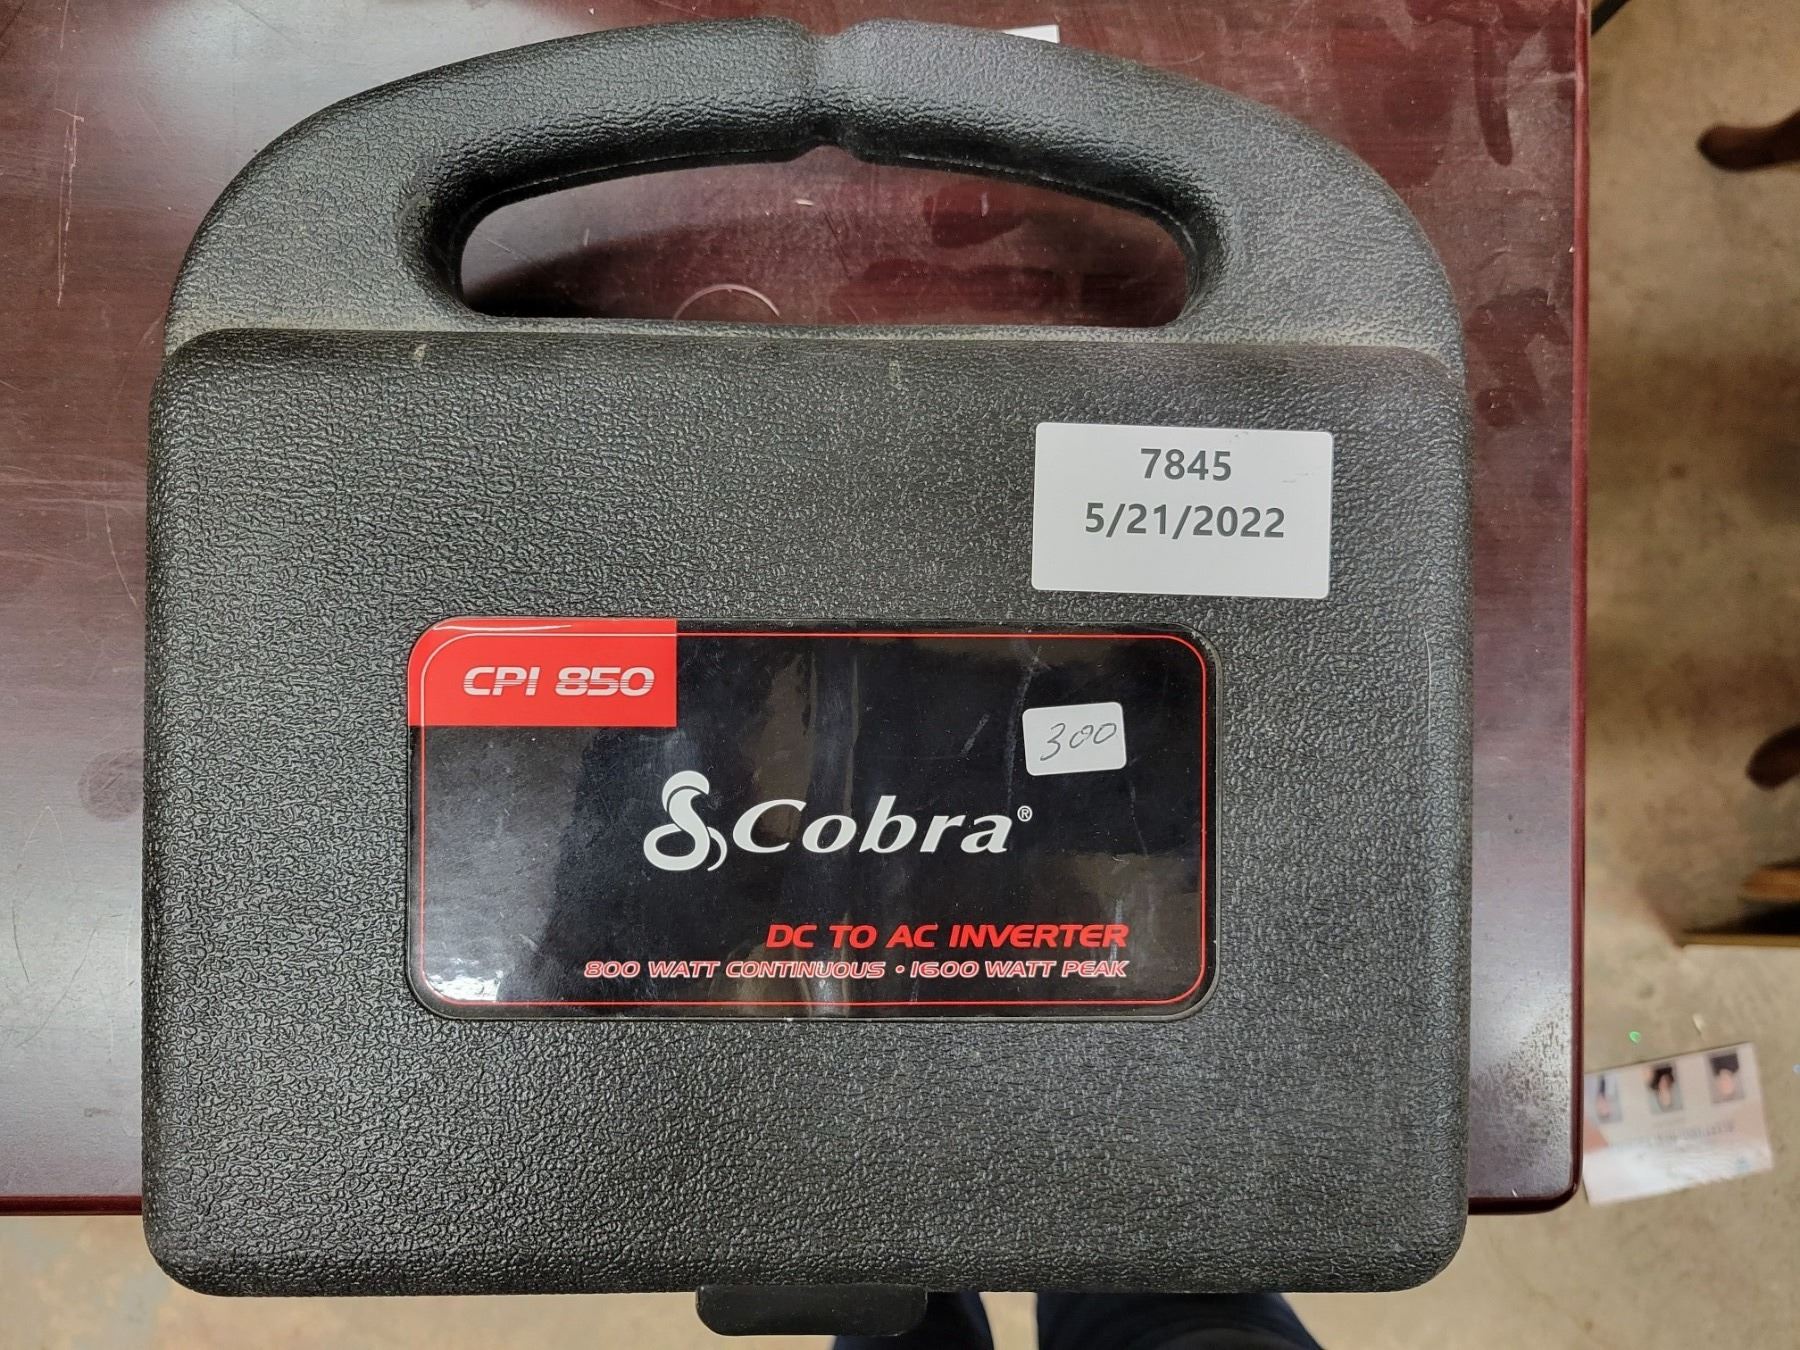 7845
5/21/2022
CPI 850
300
Cobra®
DC TO AC INVERTER
800 WATT CONTINUOUS • 1600 WATT PEAK